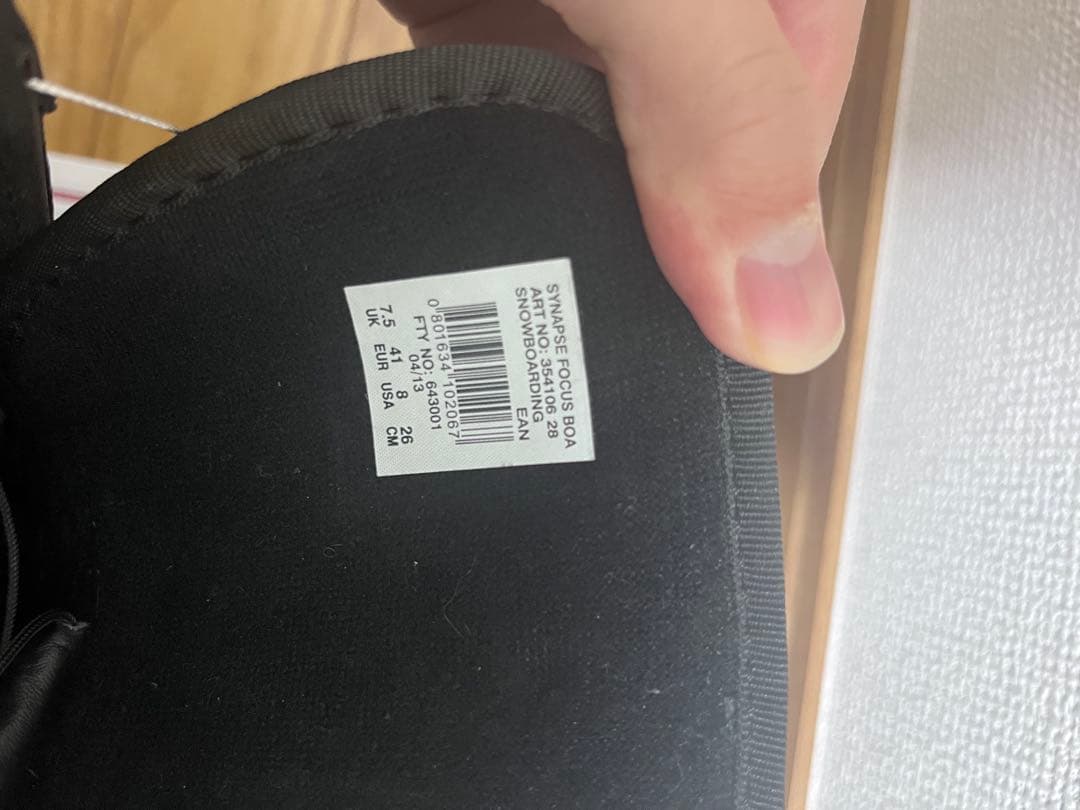 SYNAPSE FOCUS BOA
ART NO: 354106 28
SNOWBOARDING EAN
0 801634 102067
FTY NO: 643001
04/13
7.5 41 8 26
UK EUR USA CM